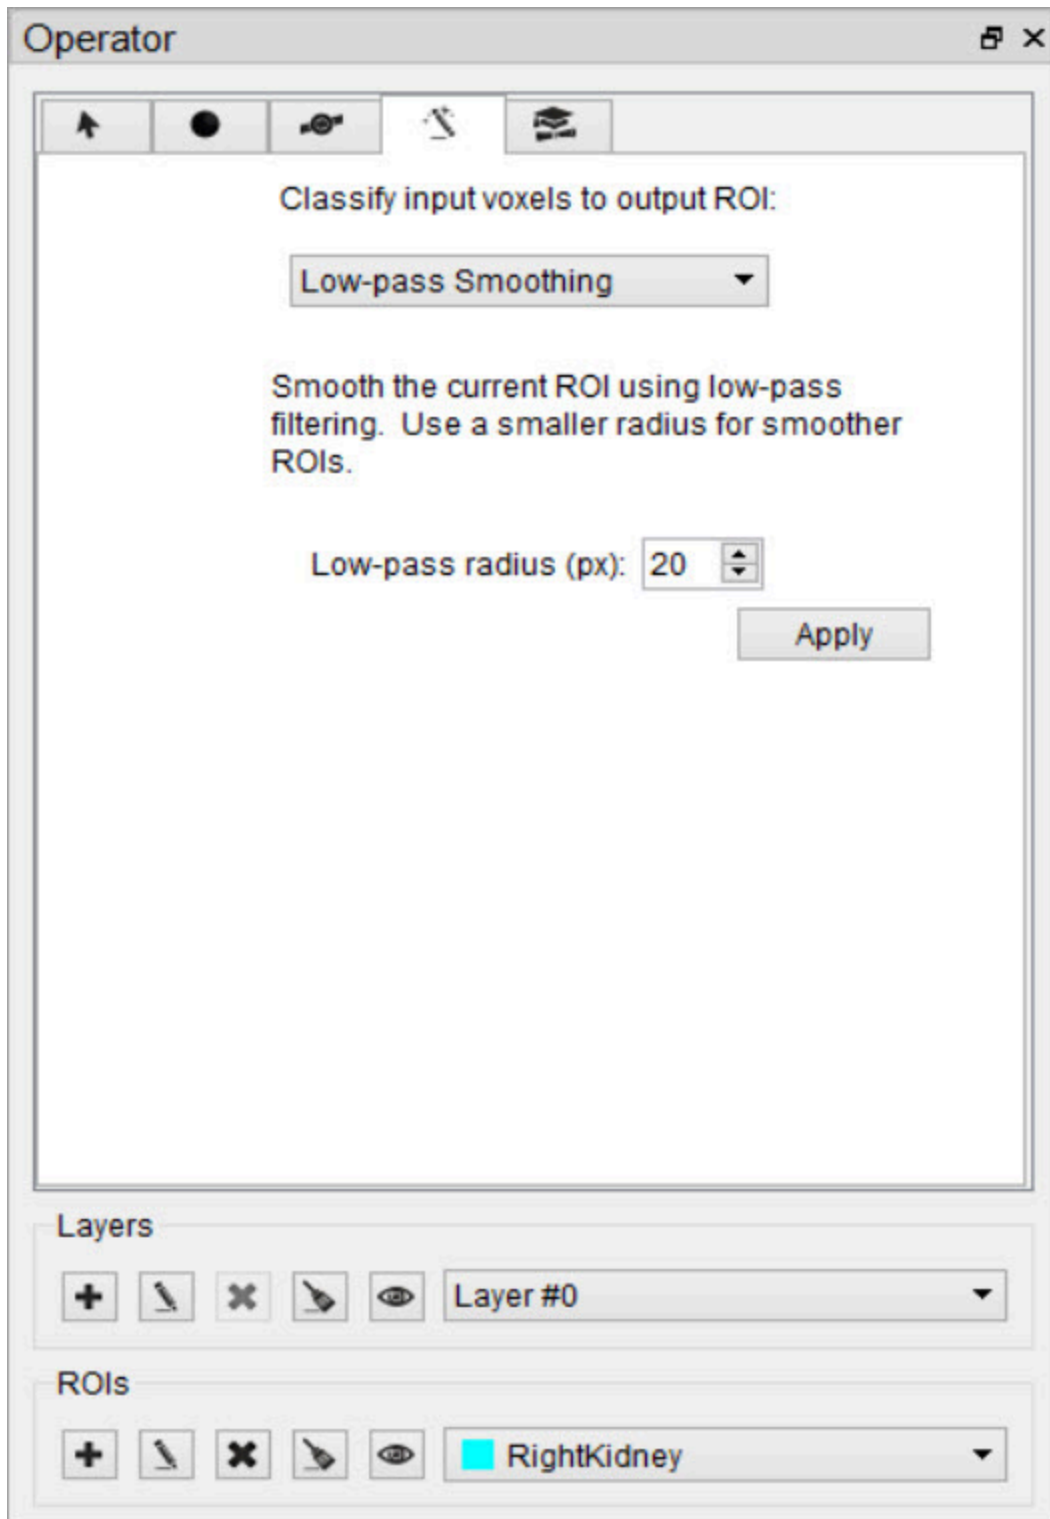 Operator
Classify input voxels to output ROI:
Low-pass Smoothing
Smooth the current ROI using low-pass
filtering.  Use a smaller radius for smoother
ROIs.
Low-pass radius (px): 20
Apply
Layers
Layer #0
ROIs
RightKidney